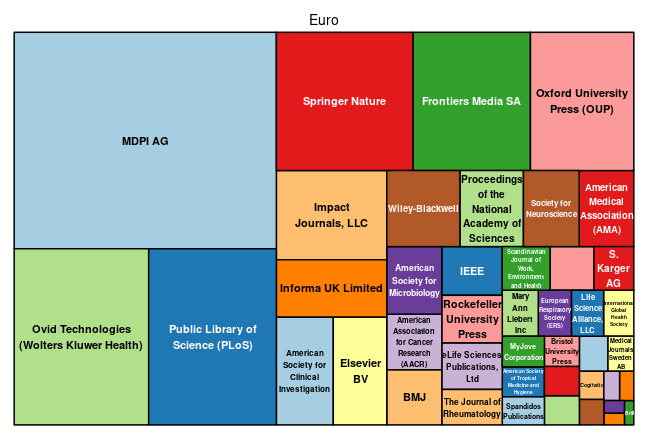 Euro
MDPI AG
Springer Nature
Frontiers Media SA
Oxford University
Press (OUP)
Ovid Technologies
(Wolters Kluwer Health)
Public Library of
Science (PLoS)
Impact
Journals, LLC
Informa UK Limited
American
Society for
Clinical
Investigation
Elsevier
BV
Wiley-Blackwell
Proceedings
of the
National
Academy of
Sciences
Society for
Neuroscience
American
Medical
Association
(AMA)
American
Society for
Microbiology
American
Association
for Cancer
Research
(AACR)
BMJ
IEEE
Rockefeller
University
Press
eLife Sciences
Publications,
Ltd
The Journal of
Rheumatology
Scandinavian
Journal of
Work,
Environment
and Health
S.
Karger
AG
Mary
Ann
Liebert
Inc
European
Respiratory
Society
(ERS)
Life
Science
Alliance,
LLC
International
Global
Health
Society
MyJove
Corporation
Bristol
University
Press
Medical
Journals
Sweden
AB
American Society
of Tropical
Medicine and
Hygiene
Cogitatio
Spandidos
Publications